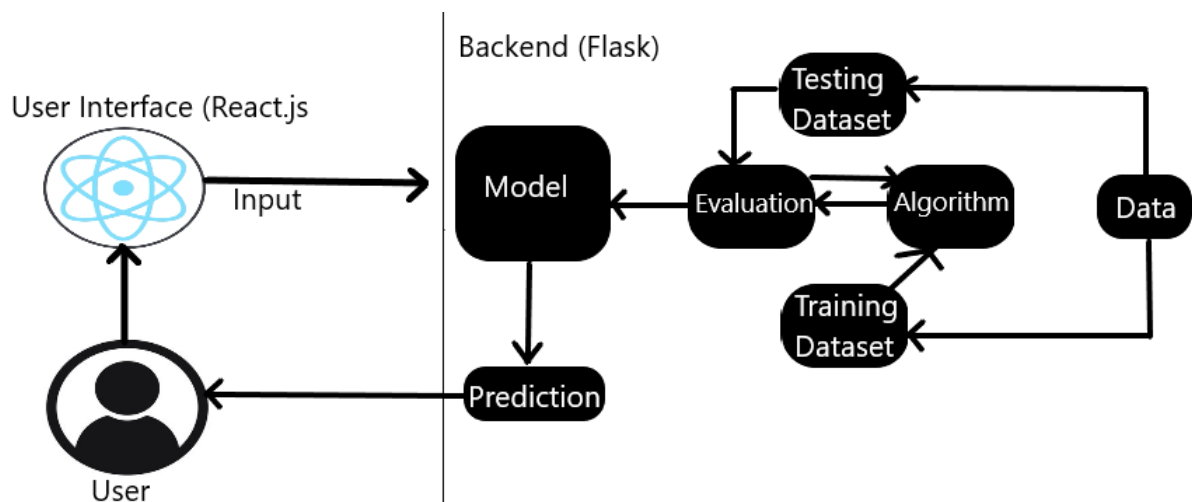 Backend (Flask)
User Interface (React.js
Input
User
Model
Prediction
Evaluation
Algorithm
Testing
Dataset
Training
Dataset
Data